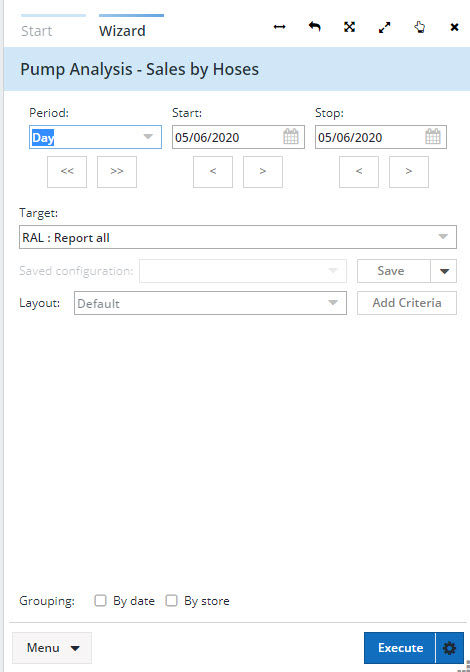 Start Wizard
Pump Analysis - Sales by Hoses
Period: Start: Stop:
Day 05/06/2020 05/06/2020
<< >> < > < >
Target:
RAL : Report all
Saved configuration: Save
Layout: Default Add Criteria
Grouping: By date By store
Menu Execute